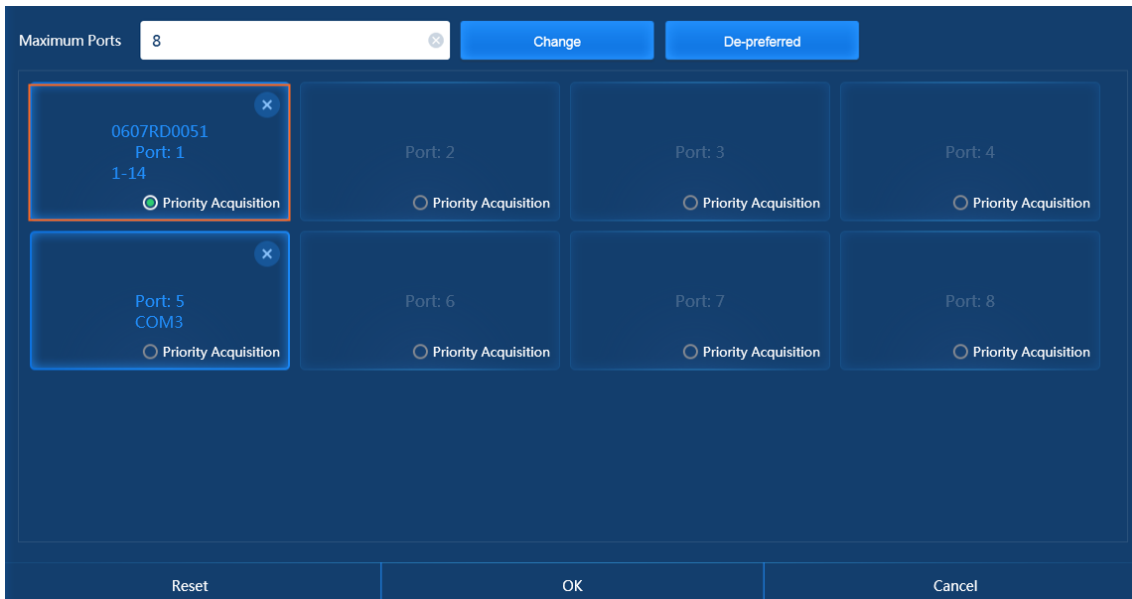 Maximum Ports 8 Change De-preferred
0607RD0051
Port: 1
1-14
Priority Acquisition
Port: 2
Priority Acquisition
Port: 3
Priority Acquisition
Port: 4
Priority Acquisition
Port: 5
COM3
Priority Acquisition
Port: 6
Priority Acquisition
Port: 7
Priority Acquisition
Port: 8
Priority Acquisition
Reset OK Cancel